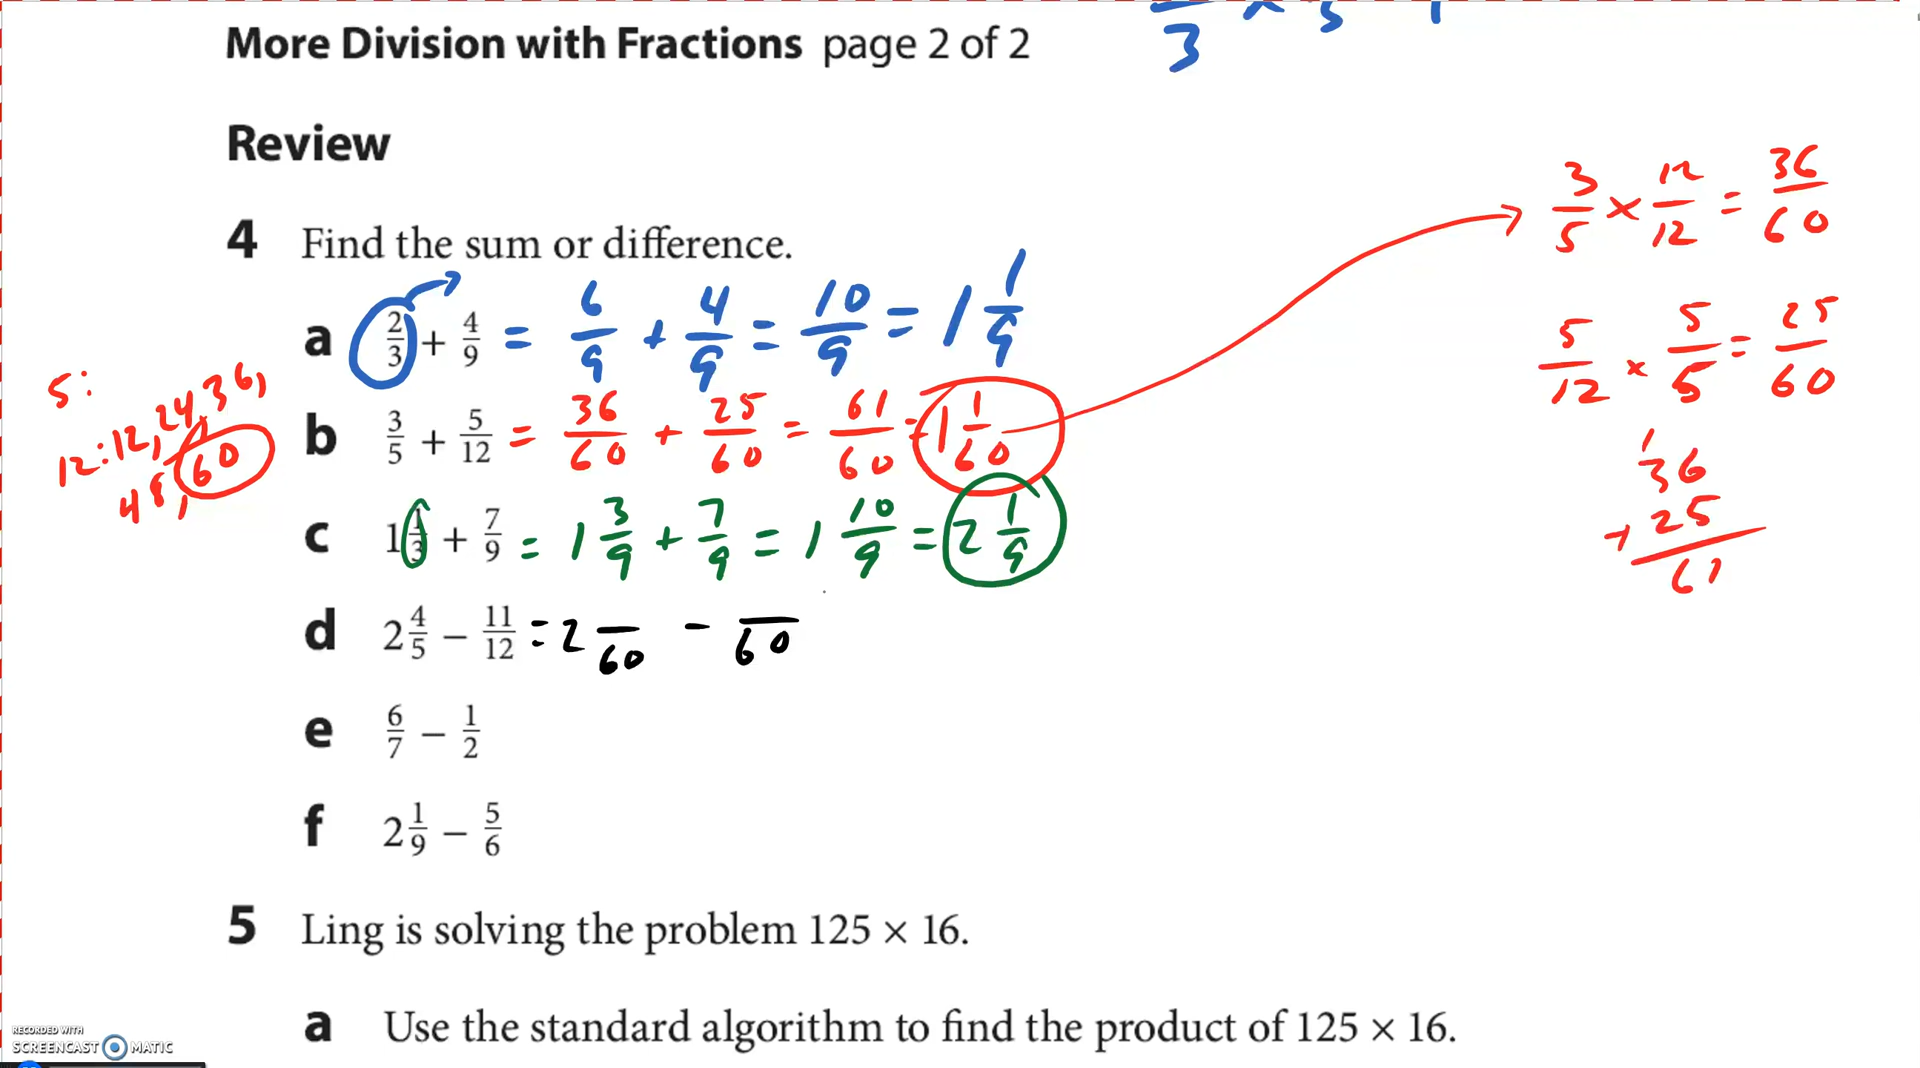 More Division with Fractions page 2 of 2
3 × 3
Review
3/5 × 12/12 = 36/60
4 Find the sum or difference.
a 2/3 + 4/9 = 6/9 + 4/9 = 10/9 = 1 1/9
5/12 × 5/5 = 25/60
5:
12: 12, 24, 36, 48, 60
b 3/5 + 5/12 = 36/60 + 25/60 = 61/60 = 1 1/60
1
36
+ 25
61
c 1 1/3 + 7/9 = 1 3/9 + 7/9 = 1 10/9 = 2 1/9
d 2 4/5 − 11/12 = 2 /60 - /60
e 6/7 − 1/2
f 2 1/9 − 5/6
5 Ling is solving the problem 125 × 16.
a Use the standard algorithm to find the product of 125 × 16.
RECORDED WITH
SCREENCAST MATIC